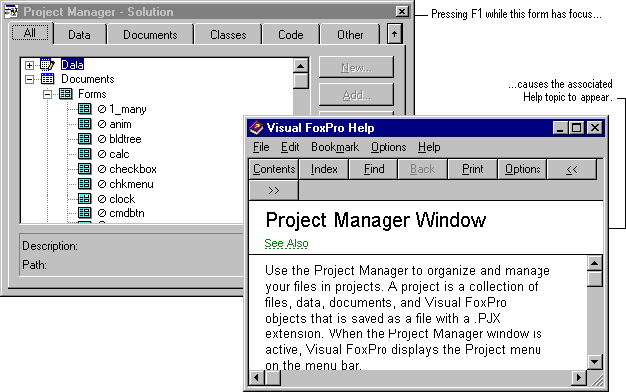 Project Manager - Solution
All Data Documents Classes Code Other
Data
Documents
Forms
1_many
anim
bldtree
calc
checkbox
chkmenu
clock
cmdbtn
New...
Add...
Description:
Path:
Pressing F1 while this form has focus...
...causes the associated
Help topic to appear.
Visual FoxPro Help
File Edit Bookmark Options Help
Contents Index Find Back Print Options <<
>>
Project Manager Window
See Also
Use the Project Manager to organize and manage
your files in projects. A project is a collection of
files, data, documents, and Visual FoxPro
objects that is saved as a file with a .PJX
extension. When the Project Manager window is
active, Visual FoxPro displays the Project menu
on the menu bar.